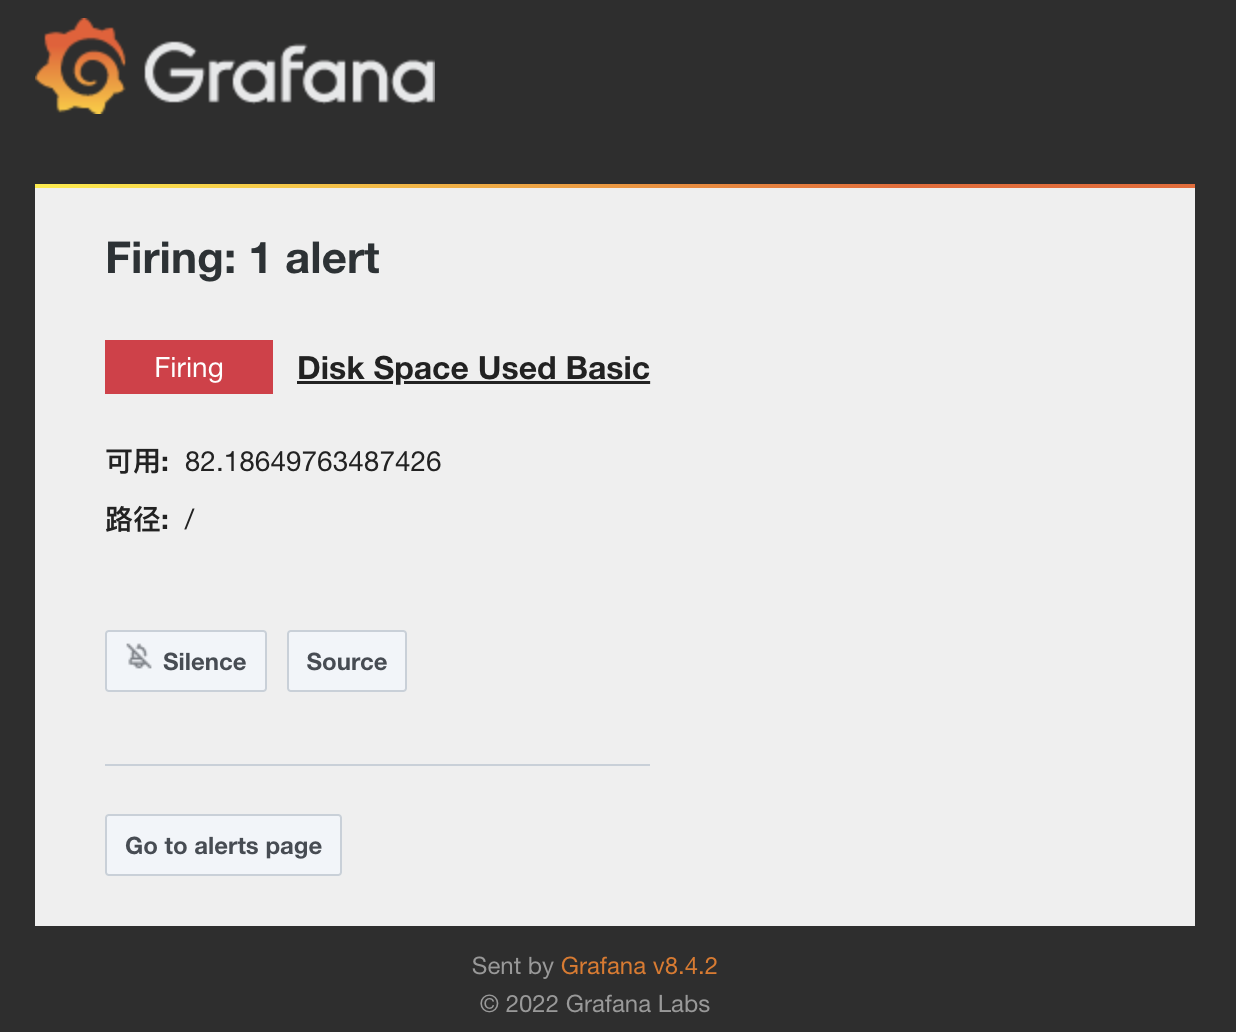 Grafana
Firing: 1 alert
Firing Disk Space Used Basic
可用: 82.18649763487426
路径: /
Silence Source
Go to alerts page
Sent by Grafana v8.4.2
© 2022 Grafana Labs